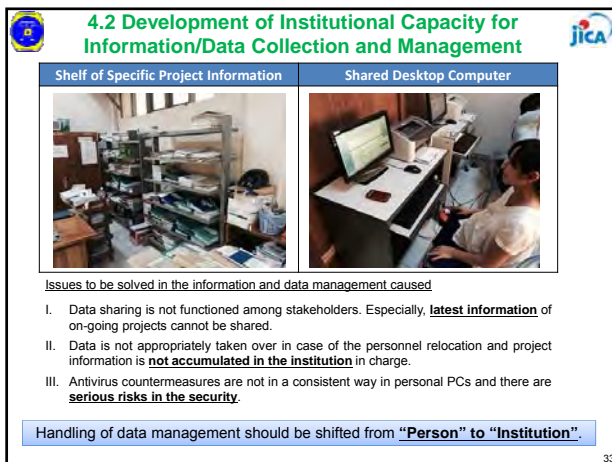 4.2 Development of Institutional Capacity for
Information/Data Collection and Management
jICA
Shelf of Specific Project Information
Shared Desktop Computer
Issues to be solved in the information and data management caused
I. Data sharing is not functioned among stakeholders. Especially, latest information of
on-going projects cannot be shared.
II. Data is not appropriately taken over in case of the personnel relocation and project
information is not accumulated in the institution in charge.
III. Antivirus countermeasures are not in a consistent way in personal PCs and there are
serious risks in the security.
Handling of data management should be shifted from “Person” to “Institution”.
33